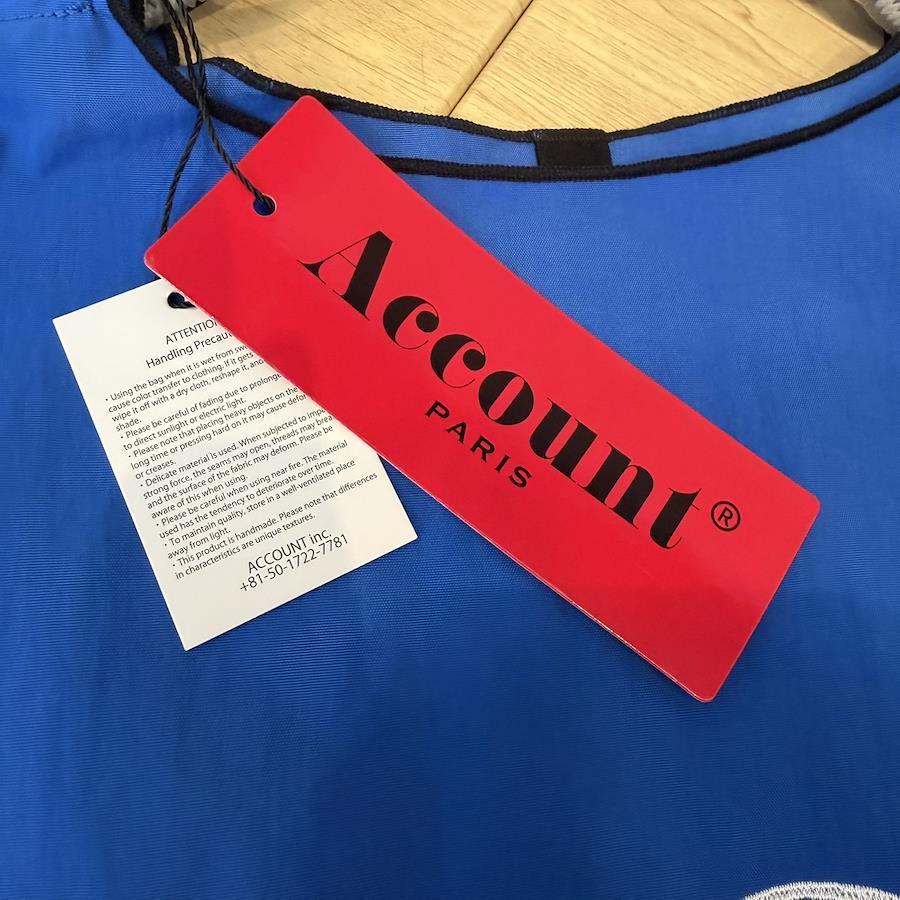 Account®
PARIS
ATTENTION
Handling Precaut
· Using the bag when it is wet from
cause color transfer to clothing. If it gets
wipe it off with a dry cloth, reshape it, and
shade.
· Please be careful of fading due to prolonge
to direct sunlight or electric light.
· Please note that placing heavy objects on the
long time or pressing hard on it may cause defor
or creases.
· Delicate material is used. When subjected to impa
strong force, the seams may open, threads may brea
and the surface of the fabric may deform. Please be
aware of this when using.
· Please be careful when using near fire. The material
used has the tendency to deteriorate over time.
· To maintain quality, store in a well-ventilated place
away from light.
· This product is handmade. Please note that differences
in characteristics are unique textures.
ACCOUNT inc.
+81-50-1722-7781